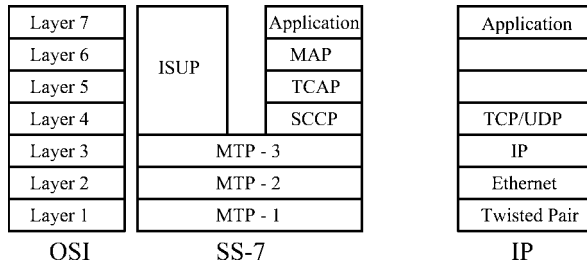 Layer 7 Application Application
Layer 6 MAP
ISUP
Layer 5 TCAP
Layer 4 SCCP TCP/UDP
Layer 3 MTP - 3 IP
Layer 2 MTP - 2 Ethernet
Layer 1 MTP - 1 Twisted Pair
OSI SS-7 IP